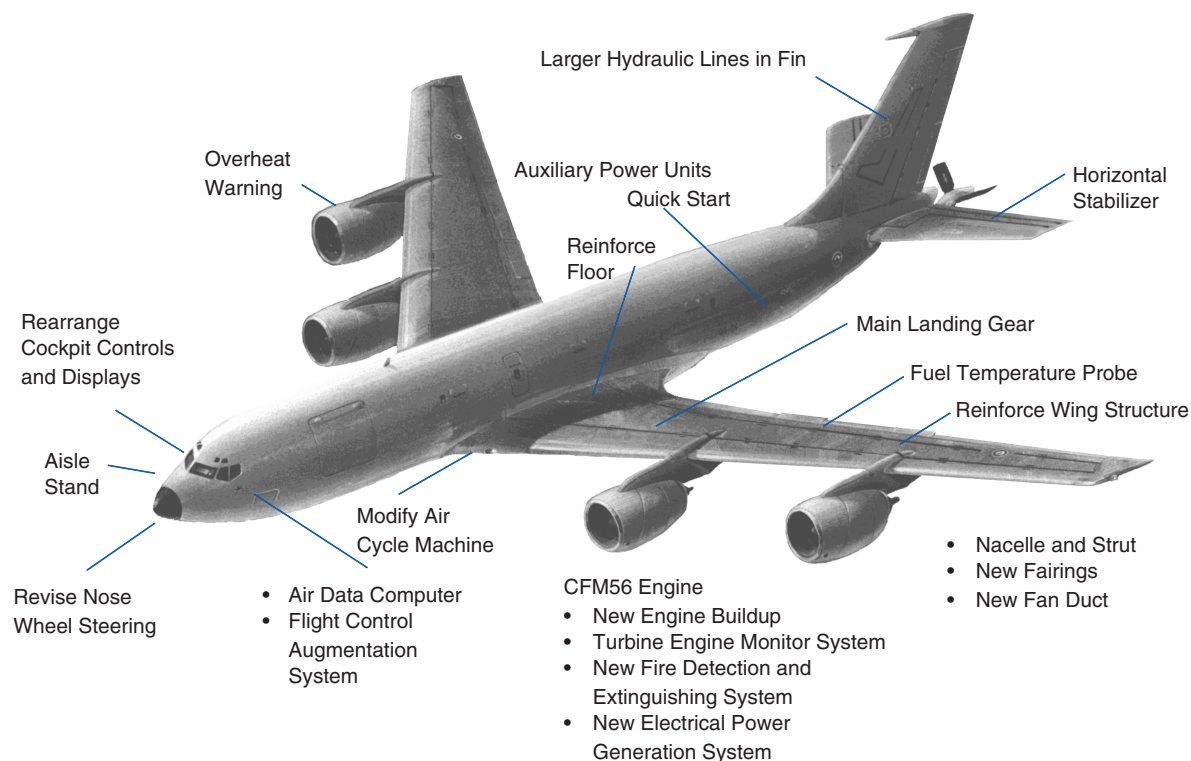 Larger Hydraulic Lines in Fin
Overheat
Warning
Auxiliary Power Units
Quick Start
Horizontal
Stabilizer
Reinforce
Floor
Rearrange
Cockpit Controls
and Displays
Main Landing Gear
Fuel Temperature Probe
Reinforce Wing Structure
Aisle
Stand
Modify Air
Cycle Machine
Revise Nose
Wheel Steering
• Air Data Computer
• Flight Control
Augmentation
System
CFM56 Engine
• New Engine Buildup
• Turbine Engine Monitor System
• New Fire Detection and
Extinguishing System
• New Electrical Power
Generation System
• Nacelle and Strut
• New Fairings
• New Fan Duct